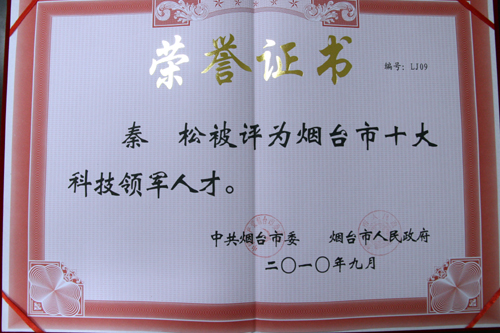 荣誉证书
编号：LJ09
秦 松被评为烟台市十大
科技领军人才。
中共烟台市委 烟台市人民政府
二〇一〇年九月